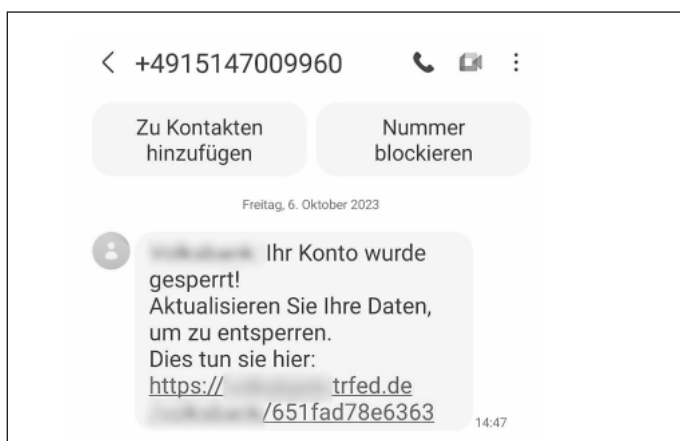 +4915147009960
Zu Kontakten
hinzufügen
Nummer
blockieren
Freitag, 6. Oktober 2023
Ihr Konto wurde
gesperrt!
Aktualisieren Sie Ihre Daten,
um zu entsperren.
Dies tun sie hier:
https:// trfed.de
/651fad78e6363
14:47